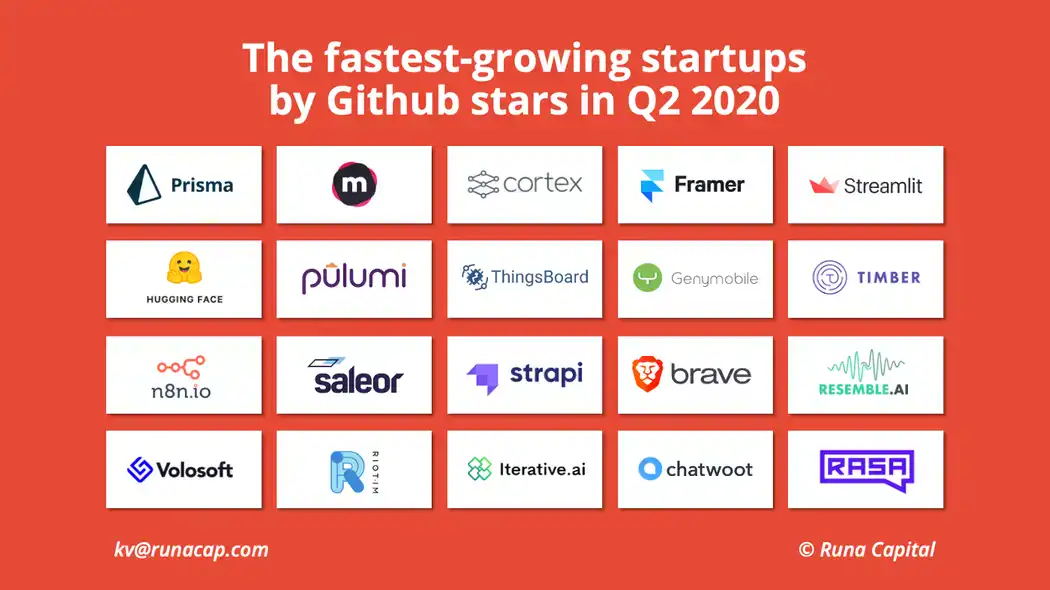 The fastest-growing startups
by Github stars in Q2 2020
Prisma
m
cortex
Framer
Streamlit
HUGGING FACE
pulumi
ThingsBoard
Genymobile
TIMBER
n8n.io
saleor
strapi
brave
RESEMBLE.AI
Volosoft
RIOT·IM
Iterative.ai
chatwoot
RASA
kv@runacap.com
© Runa Capital